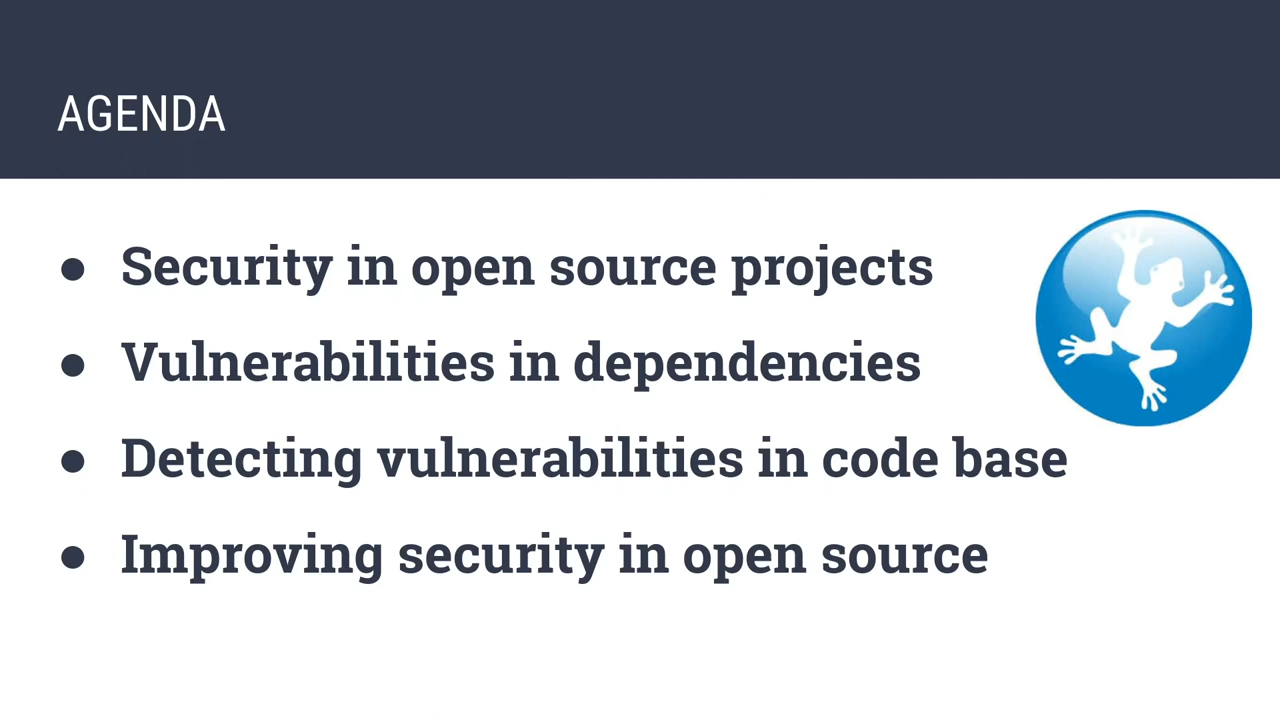 AGENDA
● Security in open source projects
● Vulnerabilities in dependencies
● Detecting vulnerabilities in code base
● Improving security in open source